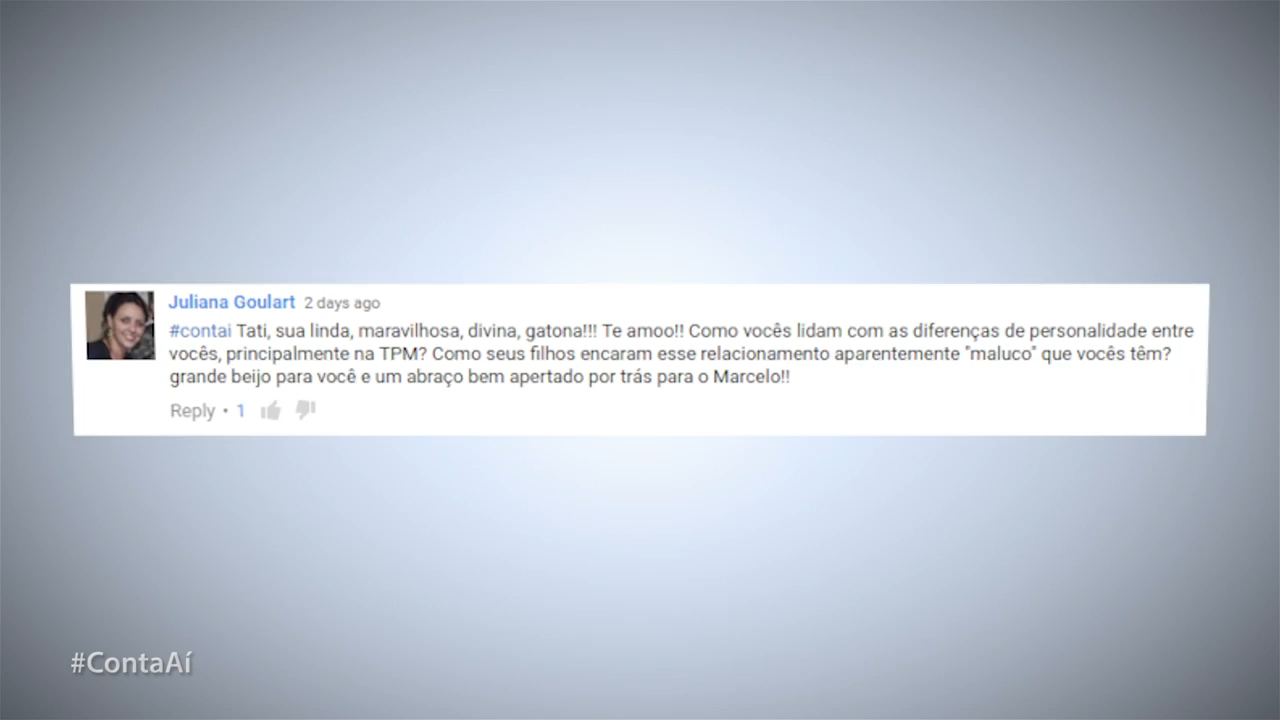 Juliana Goulart 2 days ago
#contai Tati, sua linda, maravilhosa, divina, gatona!!! Te amoo!! Como vocês lidam com as diferenças de personalidade entre
vocês, principalmente na TPM? Como seus filhos encaram esse relacionamento aparentemente "maluco" que vocês têm?
grande beijo para você e um abraço bem apertado por trás para o Marcelo!!
Reply • 1
#ContaAí